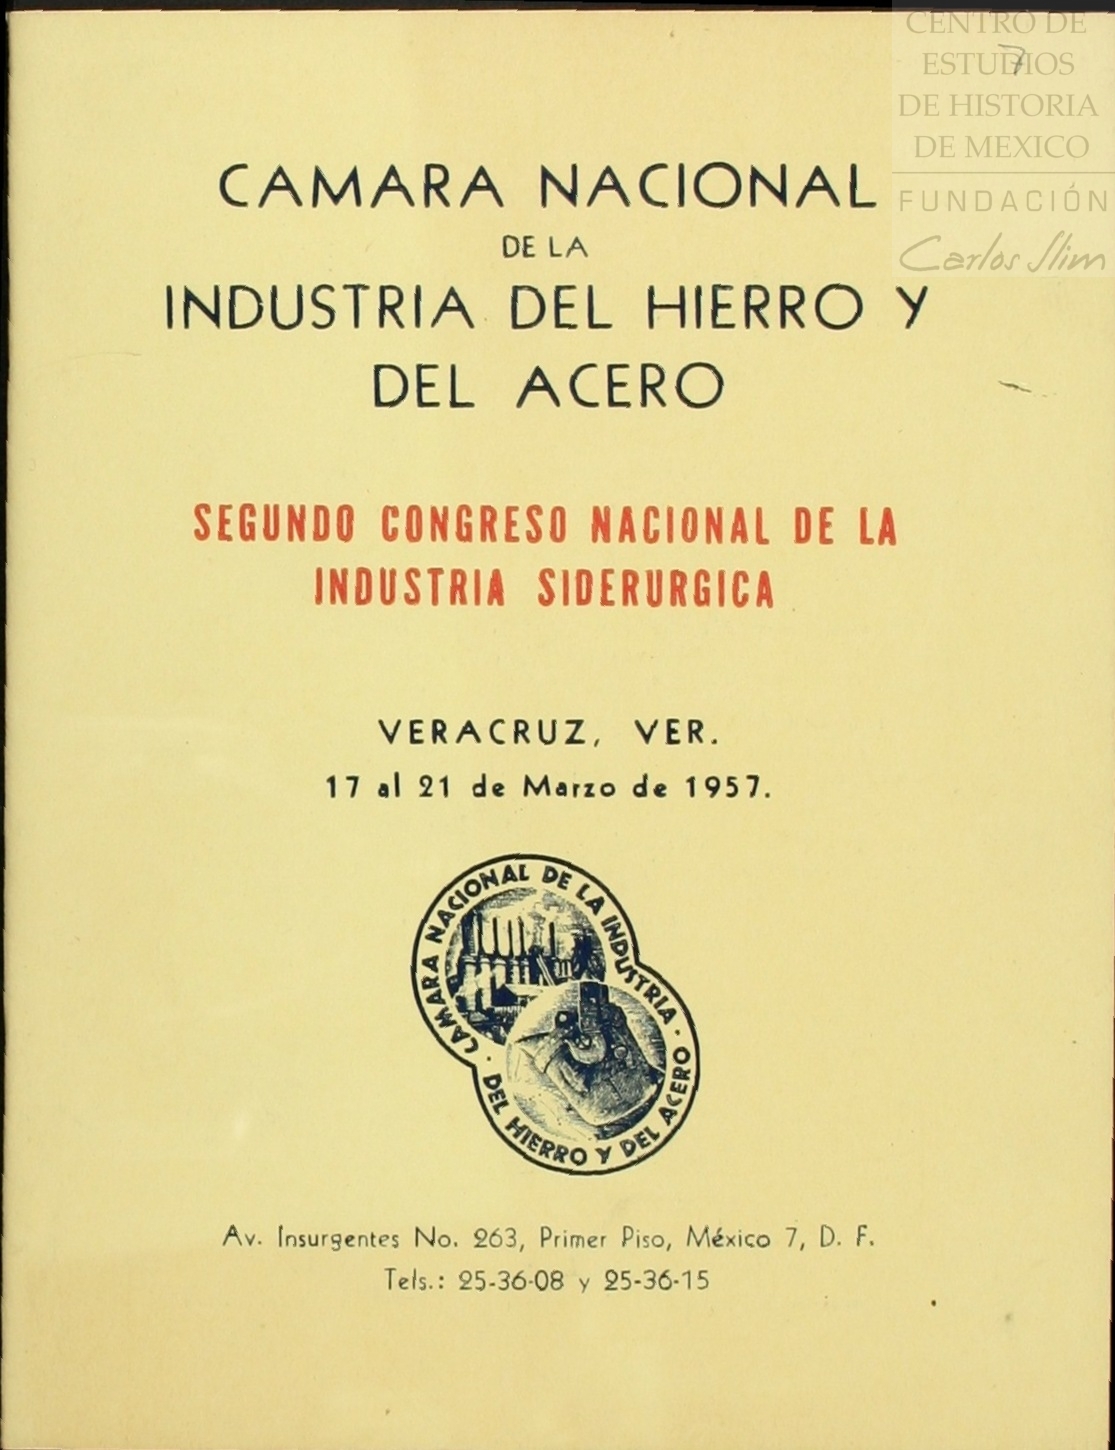 CENTRO DE
ESTUDIOS
DE HISTORIA
DE MEXICO
FUNDACIÓN
Carlos Slim
7
CAMARA NACIONAL
DE LA
INDUSTRIA DEL HIERRO Y
DEL ACERO
SEGUNDO CONGRESO NACIONAL DE LA
INDUSTRIA SIDERURGICA
VERACRUZ, VER.
17 al 21 de Marzo de 1957.
CAMARA NACIONAL DE LA INDUSTRIA ·
· DEL HIERRO Y DEL ACERO
Av. Insurgentes No. 263, Primer Piso, México 7, D. F.
Tels.: 25-36-08 y 25-36-15